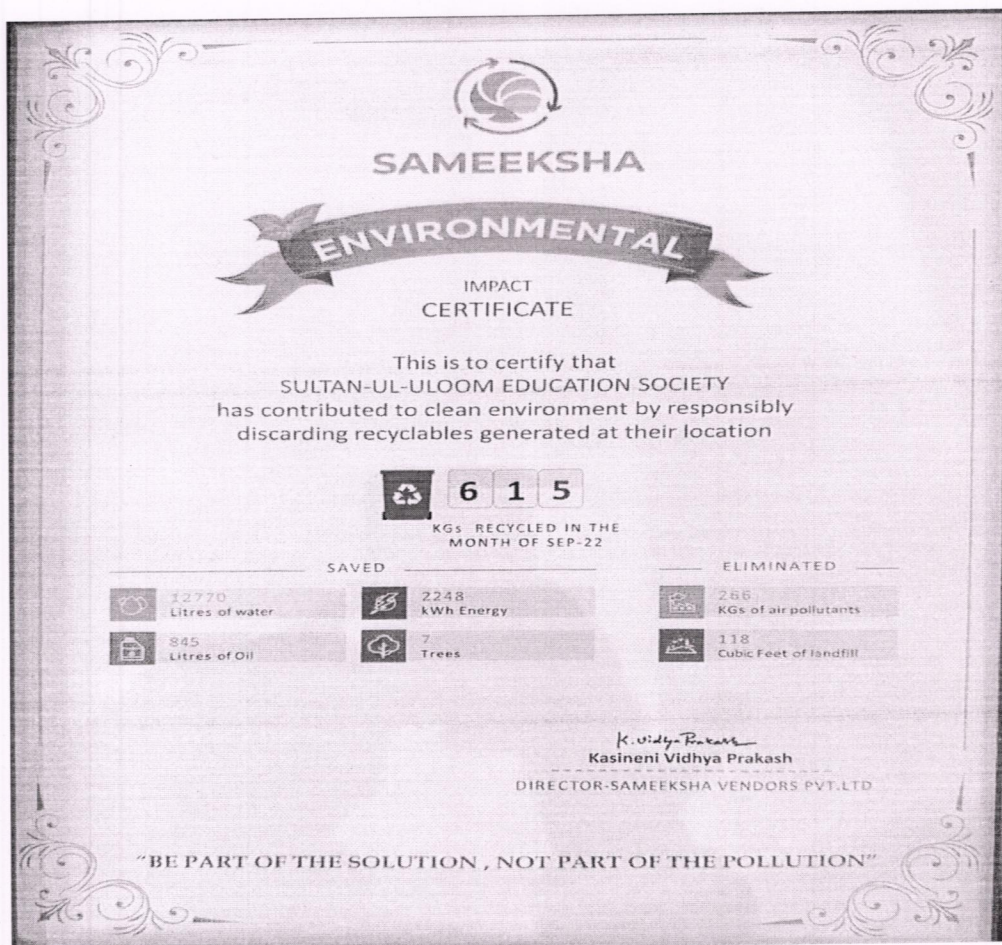 SAMEEKSHA
ENVIRONMENTAL
IMPACT
CERTIFICATE
This is to certify that
SULTAN-UL-ULOOM EDUCATION SOCIETY
has contributed to clean environment by responsibly
discarding recyclables generated at their location
6 1 5
KGs RECYCLED IN THE
MONTH OF SEP-22
SAVED
12770
Litres of water
2248
kWh Energy
845
Litres of Oil
7
Trees
ELIMINATED
266
KGs of air pollutants
118
Cubic Feet of landfill
K. Vidhya Prakash
Kasineni Vidhya Prakash
DIRECTOR-SAMEEKSHA VENDORS PVT.LTD
"BE PART OF THE SOLUTION , NOT PART OF THE POLLUTION"